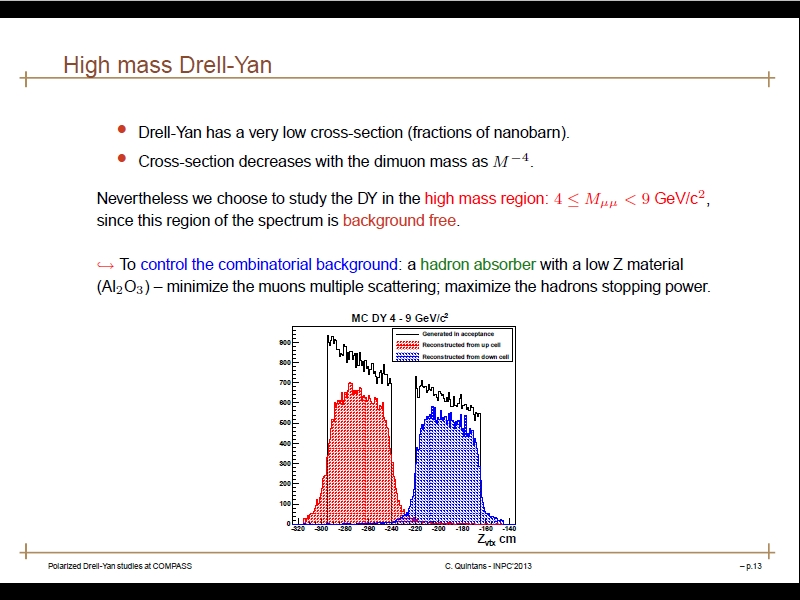 High mass Drell-Yan
• Drell-Yan has a very low cross-section (fractions of nanobarn).
• Cross-section decreases with the dimuon mass as M⁻⁴.
Nevertheless we choose to study the DY in the high mass region: 4 ≤ Mμμ < 9 GeV/c²,
since this region of the spectrum is background free.
↪ To control the combinatorial background: a hadron absorber with a low Z material
(Al₂O₃) – minimize the muons multiple scattering; maximize the hadrons stopping power.
MC DY 4 - 9 GeV/c²
Generated in acceptance
Reconstructed from up cell
Reconstructed from down cell
900
800
700
600
500
400
300
200
100
0
-320 -300 -280 -260 -240 -220 -200 -180 -160 -140
Zvtx cm
Polarized Drell-Yan studies at COMPASS C. Quintans - INPC'2013 – p.13